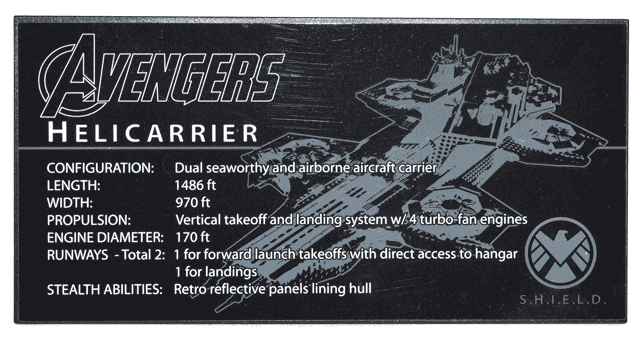 AVENGERS
HELICARRIER
CONFIGURATION: Dual seaworthy and airborne aircraft carrier
LENGTH: 1486 ft
WIDTH: 970 ft
PROPULSION: Vertical takeoff and landing system w/ 4 turbo-fan engines
ENGINE DIAMETER: 170 ft
RUNWAYS - Total 2: 1 for forward launch takeoffs with direct access to hangar
1 for landings
STEALTH ABILITIES: Retro reflective panels lining hull
S.H.I.E.L.D.